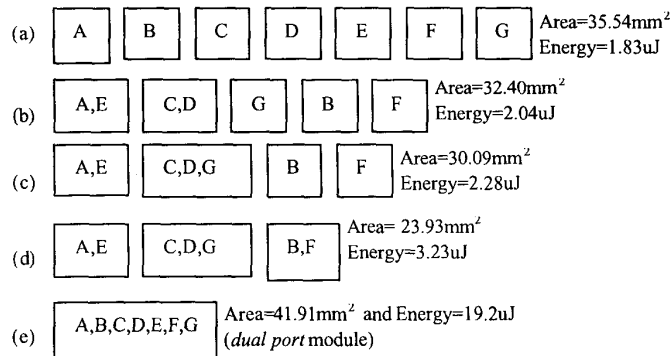 (a) A B C D E F G Area=35.54mm²
Energy=1.83uJ
(b) A,E C,D G B F Area=32.40mm²
Energy=2.04uJ
(c) A,E C,D,G B F Area=30.09mm²
Energy=2.28uJ
(d) A,E C,D,G B,F Area= 23.93mm²
Energy=3.23uJ
(e) A,B,C,D,E,F,G Area=41.91mm² and Energy=19.2uJ
(dual port module)